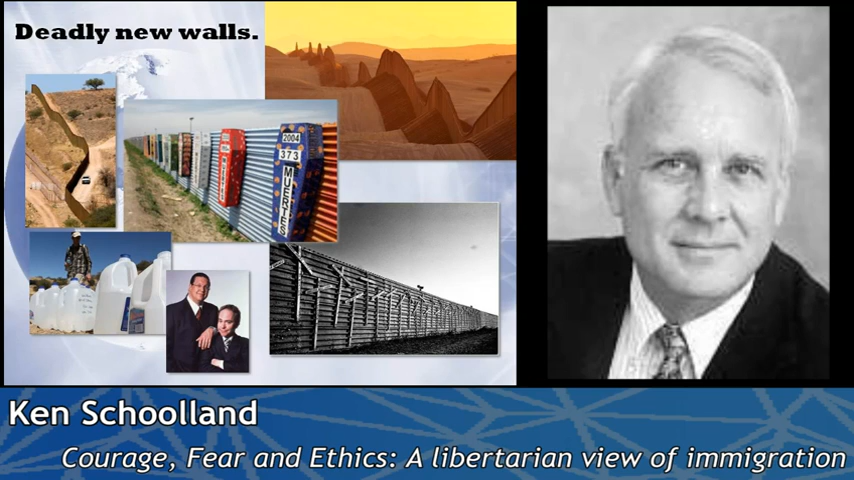 Deadly new walls.
2004
373
MUERTES
Ken Schoolland
Courage, Fear and Ethics: A libertarian view of immigration